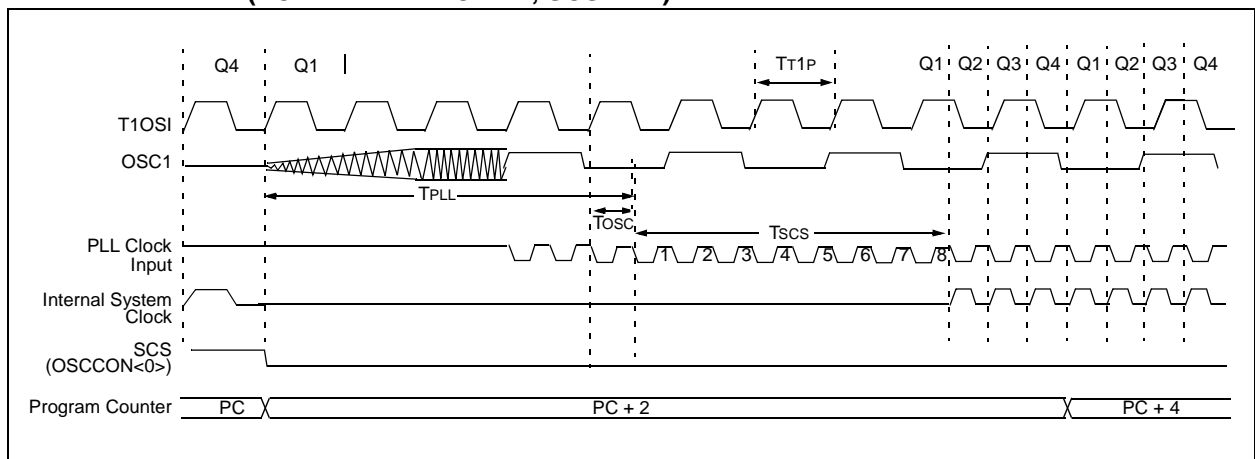 Q4 Q1 TT1P Q1 Q2 Q3 Q4 Q1 Q2 Q3 Q4
T1OSI
OSC1
TPLL
TOSC
TSCS
PLL Clock
Input
1 2 3 4 5 6 7 8
Internal System
Clock
SCS
(OSCCON<0>)
Program Counter PC PC + 2 PC + 4